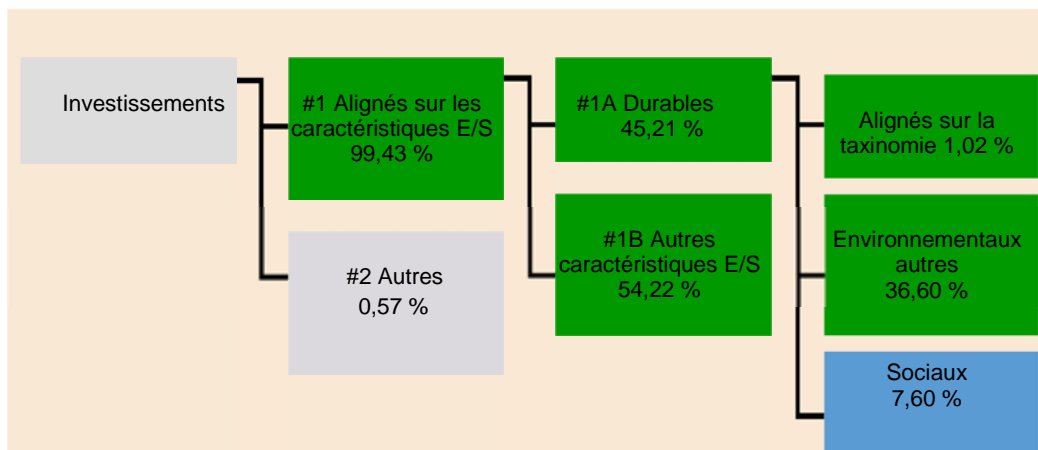 Investissements
#1 Alignés sur les
caractéristiques E/S
99,43 %
#2 Autres
0,57 %
#1A Durables
45,21 %
#1B Autres
caractéristiques E/S
54,22 %
Alignés sur la
taxinomie 1,02 %
Environnementaux
autres
36,60 %
Sociaux
7,60 %